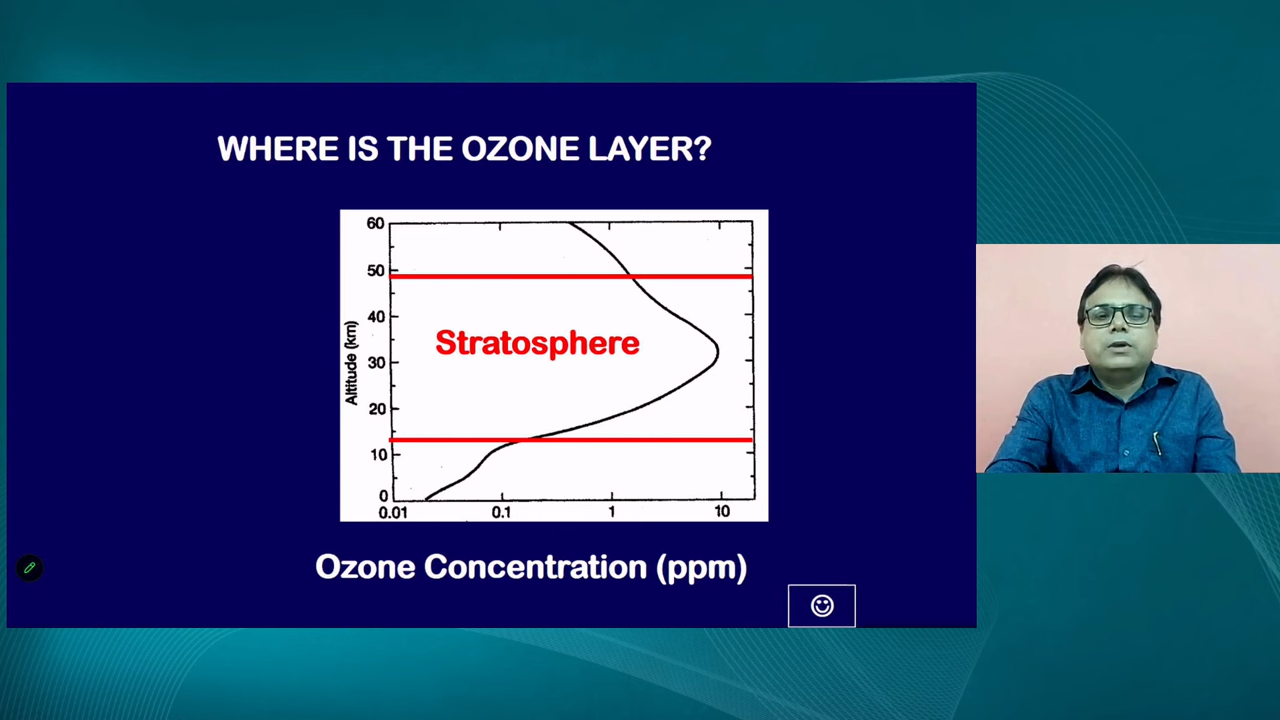 WHERE IS THE OZONE LAYER?
60
50
40
30
20
10
0
Altitude (km)
Stratosphere
0.01 0.1 1 10
Ozone Concentration (ppm)